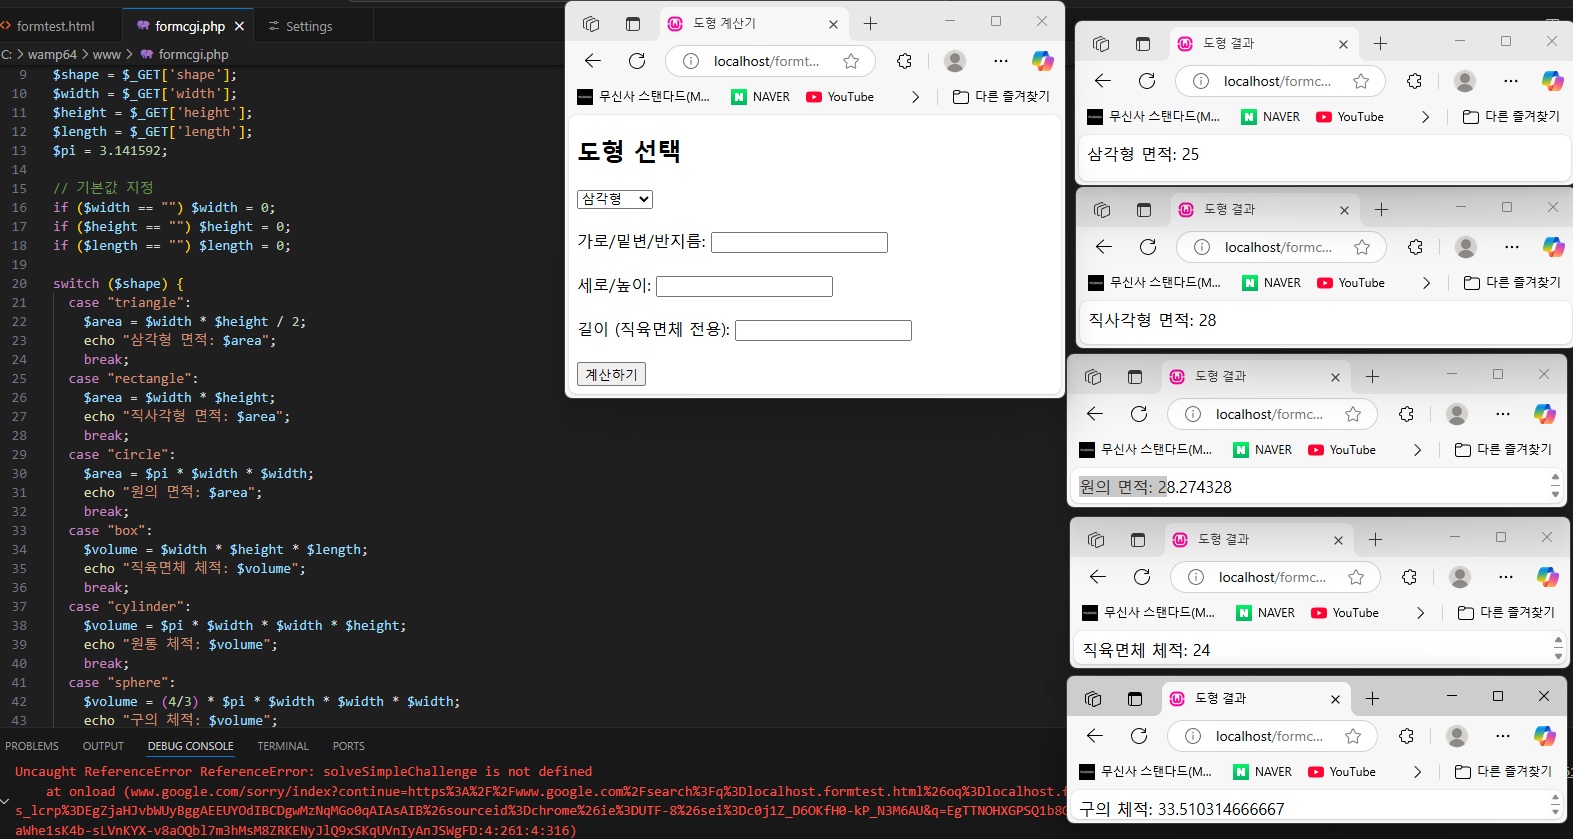 formtest.html
formcgi.php
Settings
C: > wamp64 > www > formcgi.php
9 $shape = $_GET['shape'];
10 $width = $_GET['width'];
11 $height = $_GET['height'];
12 $length = $_GET['length'];
13 $pi = 3.141592;
14
15 // 기본값 지정
16 if ($width == "") $width = 0;
17 if ($height == "") $height = 0;
18 if ($length == "") $length = 0;
19
20 switch ($shape) {
21 case "triangle":
22 $area = $width * $height / 2;
23 echo "삼각형 면적: $area";
24 break;
25 case "rectangle":
26 $area = $width * $height;
27 echo "직사각형 면적: $area";
28 break;
29 case "circle":
30 $area = $pi * $width * $width;
31 echo "원의 면적: $area";
32 break;
33 case "box":
34 $volume = $width * $height * $length;
35 echo "직육면체 체적: $volume";
36 break;
37 case "cylinder":
38 $volume = $pi * $width * $width * $height;
39 echo "원통 체적: $volume";
40 break;
41 case "sphere":
42 $volume = (4/3) * $pi * $width * $width * $width;
43 echo "구의 체적: $volume";
PROBLEMS OUTPUT DEBUG CONSOLE TERMINAL PORTS
Uncaught ReferenceError ReferenceError: solveSimpleChallenge is not defined
at onload (www.google.com/sorry/index?continue=https%3A%2F%2Fwww.google.com%2Fsearch%3Fq%3Dlocalhost.formtest.html%26oq%3Dlocalhost.f
s_lcrp%3DEgZjaHJvbWUyBggAEEUYOdIBCDgwMzNqMGo0qAIAsAIB%26sourceid%3Dchrome%26ie%3DUTF-8%26sei%3Dc0j1Z_D6OKfH0-kP_N3M6AU&q=EgTTNOHXGPSQ1b8G
aWhe1sK4b-sLVnKYX-v8aOQbl7m3hMsM8ZRKENyJlQ9xSKqUVnIyAnJSWgFD:4:261:4:316)
도형 계산기
localhost/formt...
무신사 스탠다드(M...
NAVER
YouTube
다른 즐겨찾기
도형 선택
삼각형
가로/밑변/반지름:
세로/높이:
길이 (직육면체 전용):
계산하기
도형 결과
localhost/formc...
무신사 스탠다드(M...
NAVER
YouTube
다른 즐겨찾기
삼각형 면적: 25
도형 결과
localhost/formc...
무신사 스탠다드(M...
NAVER
YouTube
다른 즐겨찾기
직사각형 면적: 28
도형 결과
localhost/formc...
무신사 스탠다드(M...
NAVER
YouTube
다른 즐겨찾기
원의 면적: 28.274328
도형 결과
localhost/formc...
무신사 스탠다드(M...
NAVER
YouTube
다른 즐겨찾기
직육면체 체적: 24
도형 결과
localhost/formc...
무신사 스탠다드(M...
NAVER
YouTube
다른 즐겨찾기
구의 체적: 33.510314666667